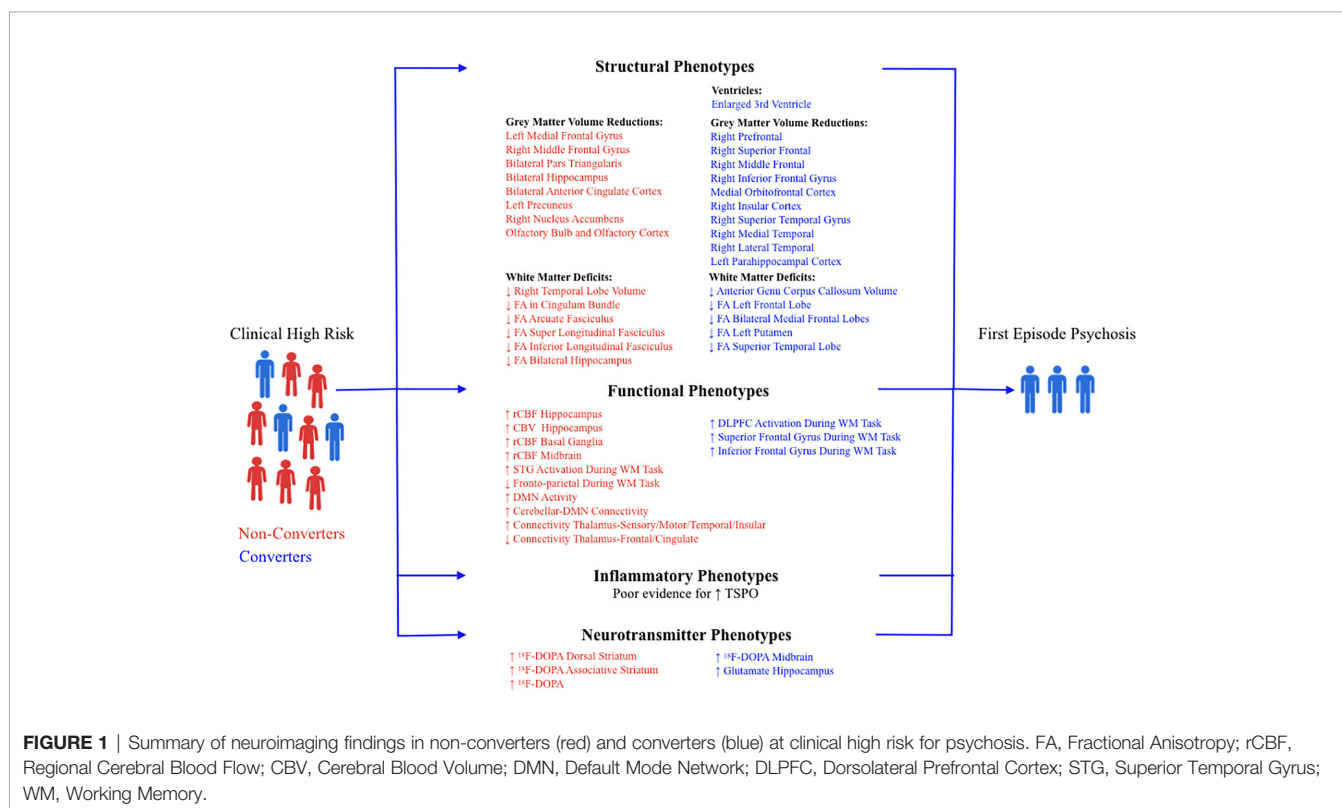 Structural Phenotypes
Ventricles:
Enlarged 3rd Ventricle
Grey Matter Volume Reductions:
Left Medial Frontal Gyrus
Right Middle Frontal Gyrus
Bilateral Pars Triangularis
Bilateral Hippocampus
Bilateral Anterior Cingulate Cortex
Left Precuneus
Right Nucleus Accumbens
Olfactory Bulb and Olfactory Cortex
Grey Matter Volume Reductions:
Right Prefrontal
Right Superior Frontal
Right Middle Frontal
Right Inferior Frontal Gyrus
Medial Orbitofrontal Cortex
Right Insular Cortex
Right Superior Temporal Gyrus
Right Medial Temporal
Right Lateral Temporal
Left Parahippocampal Cortex
White Matter Deficits:
↓ Right Temporal Lobe Volume
↓ FA in Cingulum Bundle
↓ FA Arcuate Fasciculus
↓ FA Super Longitudinal Fasciculus
↓ FA Inferior Longitudinal Fasciculus
↓ FA Bilateral Hippocampus
White Matter Deficits:
↓ Anterior Genu Corpus Callosum Volume
↓ FA Left Frontal Lobe
↓ FA Bilateral Medial Frontal Lobes
↓ FA Left Putamen
↓ FA Superior Temporal Lobe
Clinical High Risk
Non-Converters
Converters
First Episode Psychosis
Functional Phenotypes
↑ rCBF Hippocampus
↑ CBV Hippocampus
↑ rCBF Basal Ganglia
↑ rCBF Midbrain
↑ STG Activation During WM Task
↓ Fronto-parietal During WM Task
↑ DMN Activity
↑ Cerebellar-DMN Connectivity
↑ Connectivity Thalamus-Sensory/Motor/Temporal/Insular
↓ Connectivity Thalamus-Frontal/Cingulate
↑ DLPFC Activation During WM Task
↑ Superior Frontal Gyrus During WM Task
↑ Inferior Frontal Gyrus During WM Task
Inflammatory Phenotypes
Poor evidence for ↑ TSPO
Neurotransmitter Phenotypes
↑ ¹⁸F-DOPA Dorsal Striatum
↑ ¹⁸F-DOPA Associative Striatum
↑ ¹⁸F-DOPA
↑ ¹⁸F-DOPA Midbrain
↑ Glutamate Hippocampus
FIGURE 1 | Summary of neuroimaging findings in non-converters (red) and converters (blue) at clinical high risk for psychosis. FA, Fractional Anisotropy; rCBF,
Regional Cerebral Blood Flow; CBV, Cerebral Blood Volume; DMN, Default Mode Network; DLPFC, Dorsolateral Prefrontal Cortex; STG, Superior Temporal Gyrus;
WM, Working Memory.